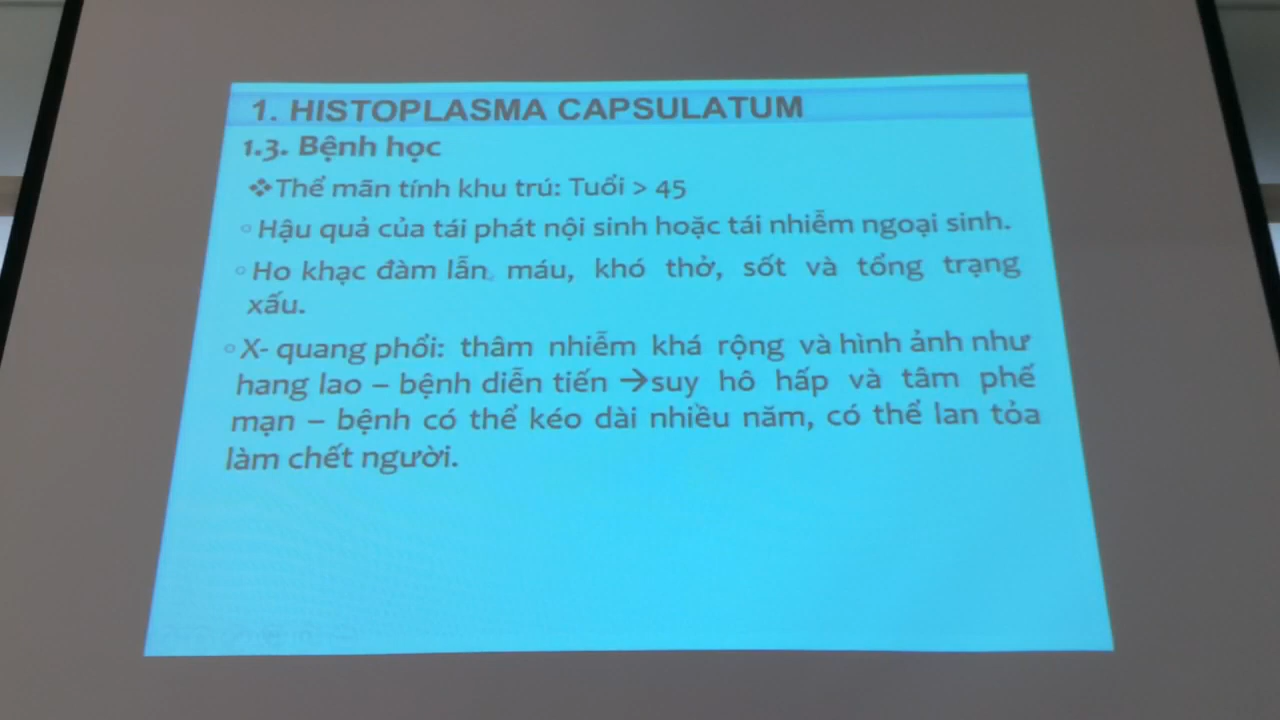 1. HISTOPLASMA CAPSULATUM
1.3. Bệnh học
❖Thể mãn tính khu trú: Tuổi > 45
◦ Hậu quả của tái phát nội sinh hoặc tái nhiễm ngoại sinh.
◦ Ho khạc đàm lẫn máu, khó thở, sốt và tổng trạng
xấu.
◦ X- quang phổi: thâm nhiễm khá rộng và hình ảnh như
hang lao – bệnh diễn tiến →suy hô hấp và tâm phế
mạn – bệnh có thể kéo dài nhiều năm, có thể lan tỏa
làm chết người.